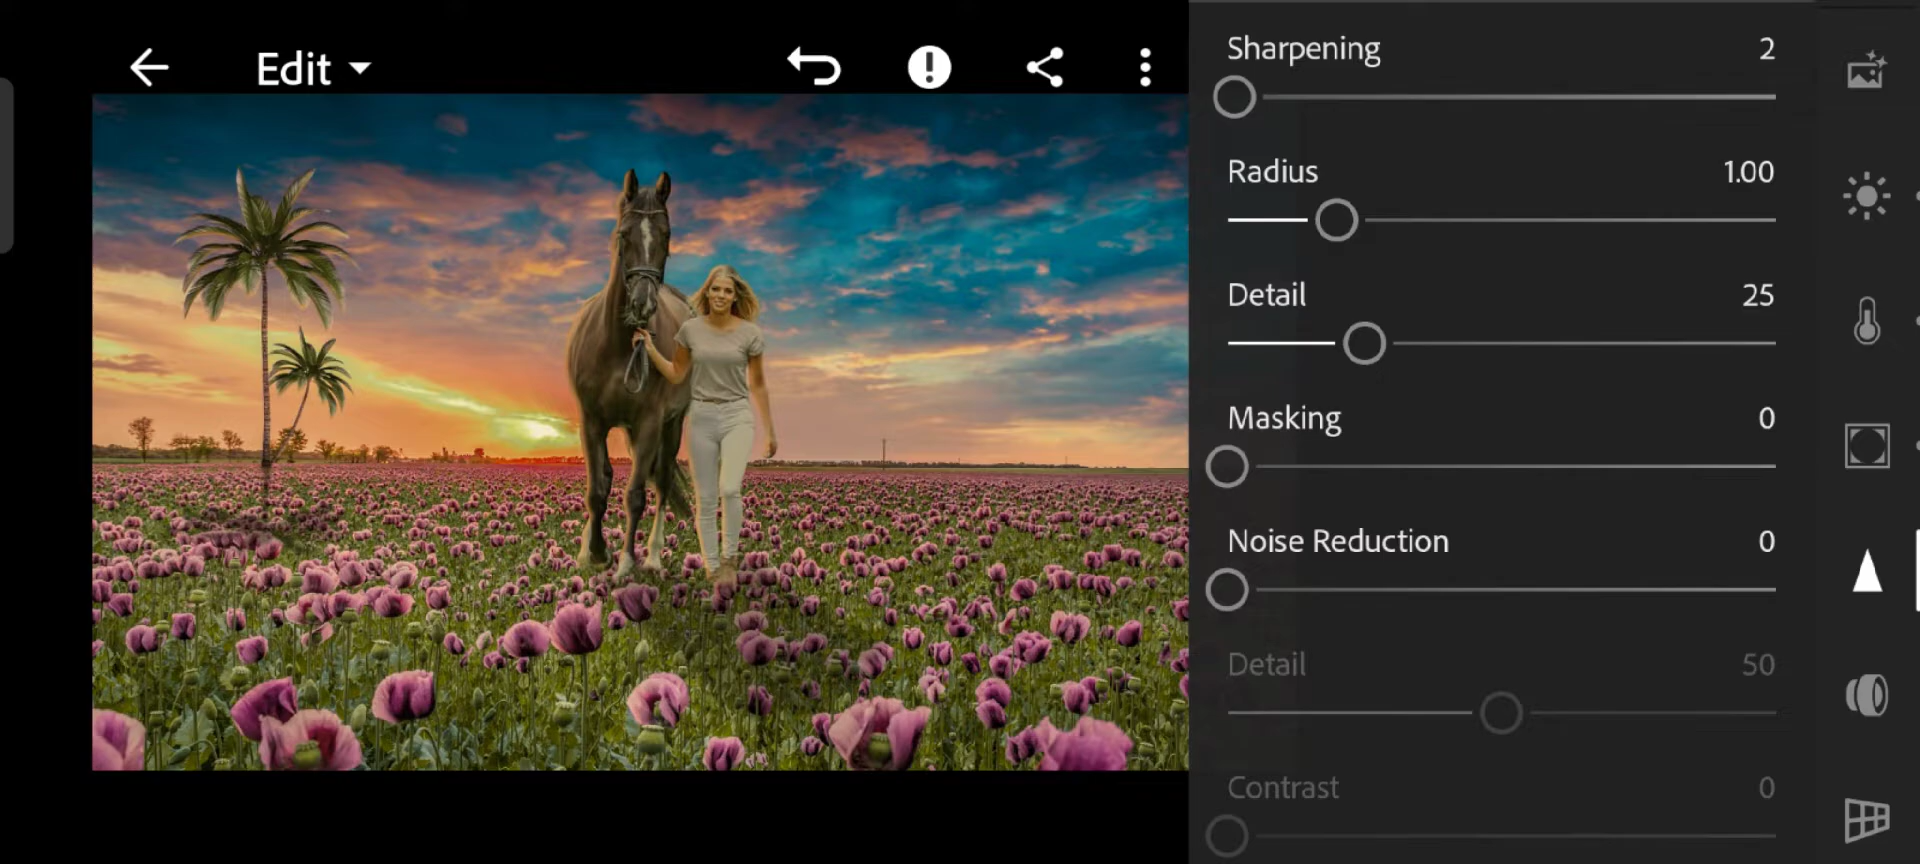 Edit
Sharpening 2
Radius 1.00
Detail 25
Masking 0
Noise Reduction 0
Detail 50
Contrast 0